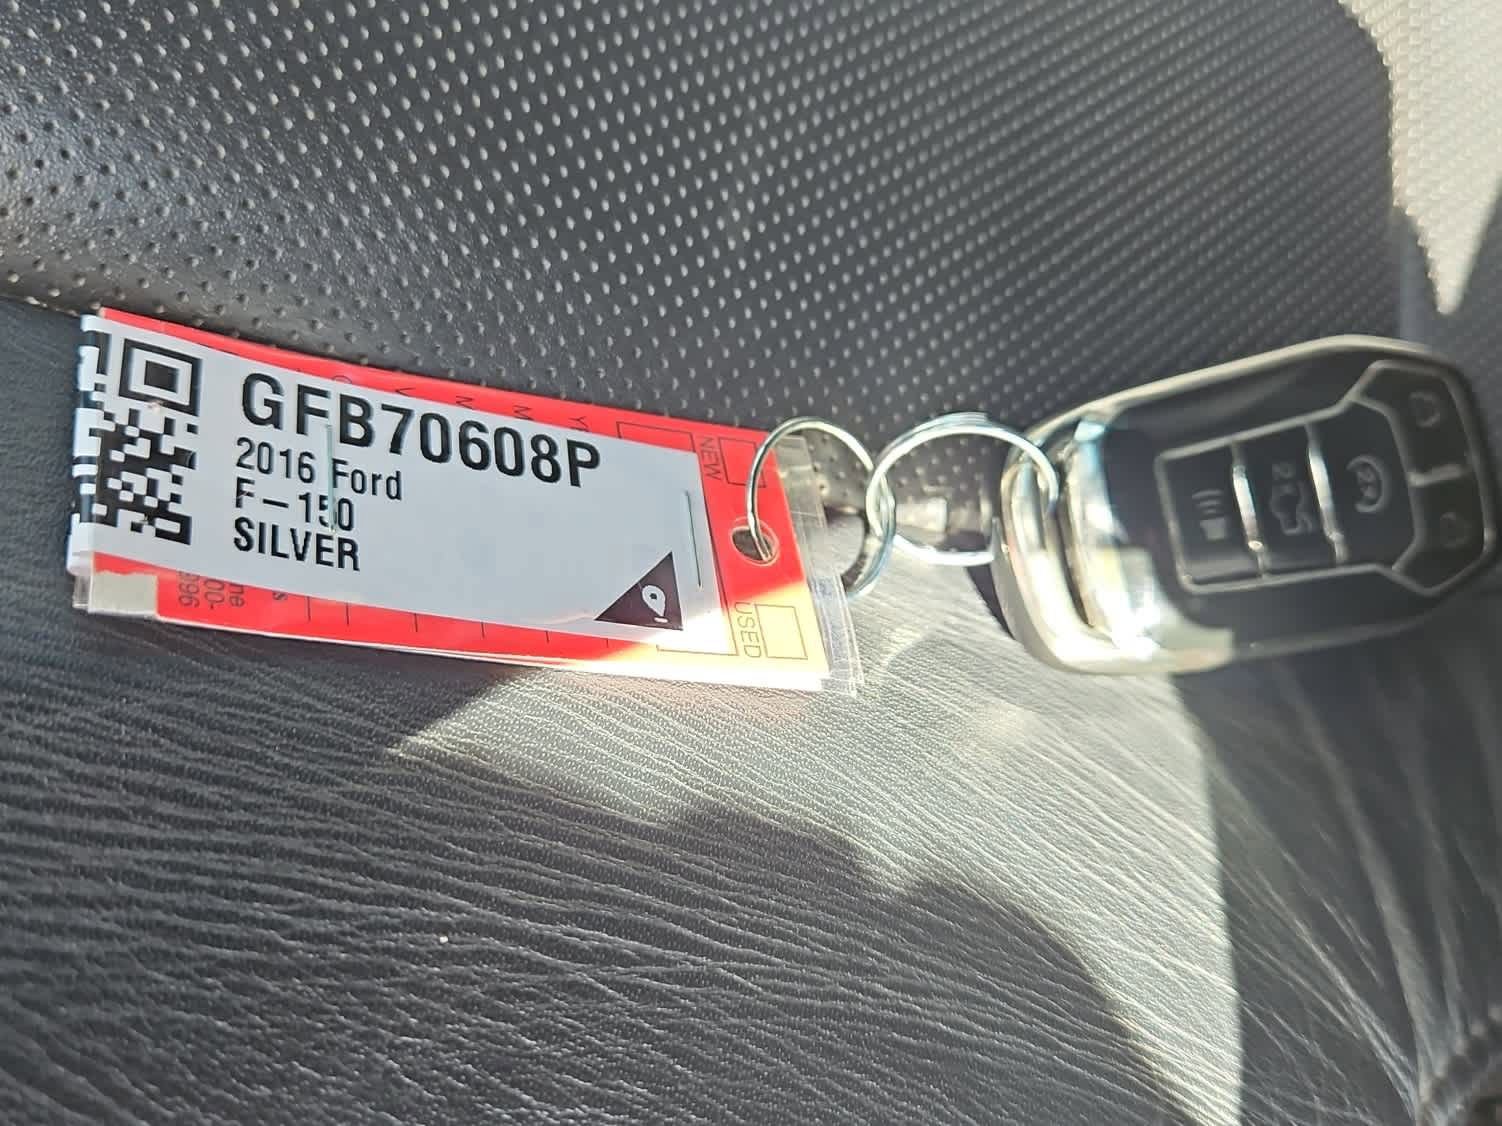 GFB70608P
2016 Ford
F-150
SILVER
NEW
USED